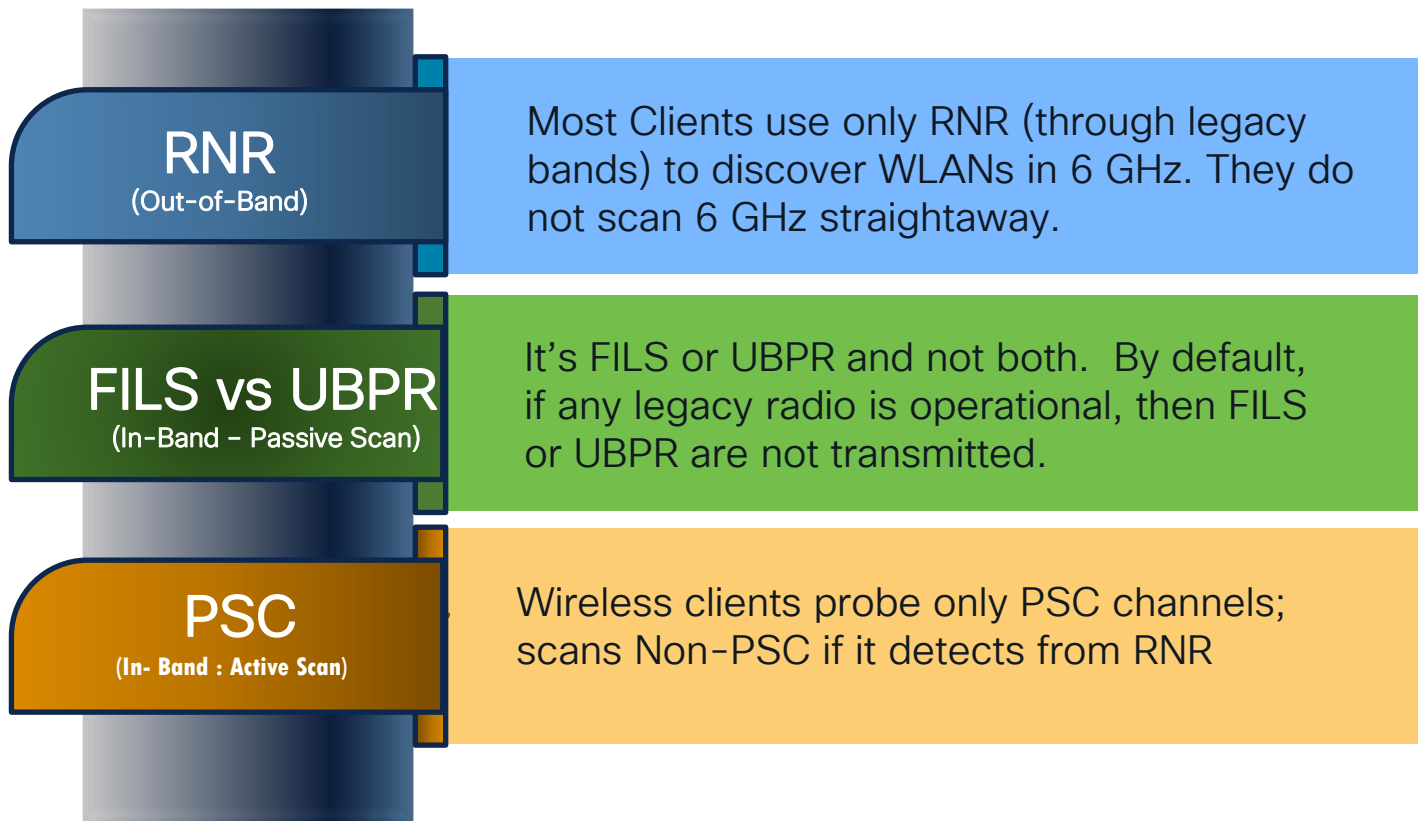 RNR
(Out-of-Band)
Most Clients use only RNR (through legacy
bands) to discover WLANs in 6 GHz. They do
not scan 6 GHz straightaway.
FILS vs UBPR
(In-Band – Passive Scan)
It’s FILS or UBPR and not both.  By default,
if any legacy radio is operational, then FILS
or UBPR are not transmitted.
PSC
(In- Band : Active Scan)
Wireless clients probe only PSC channels;
scans Non-PSC if it detects from RNR